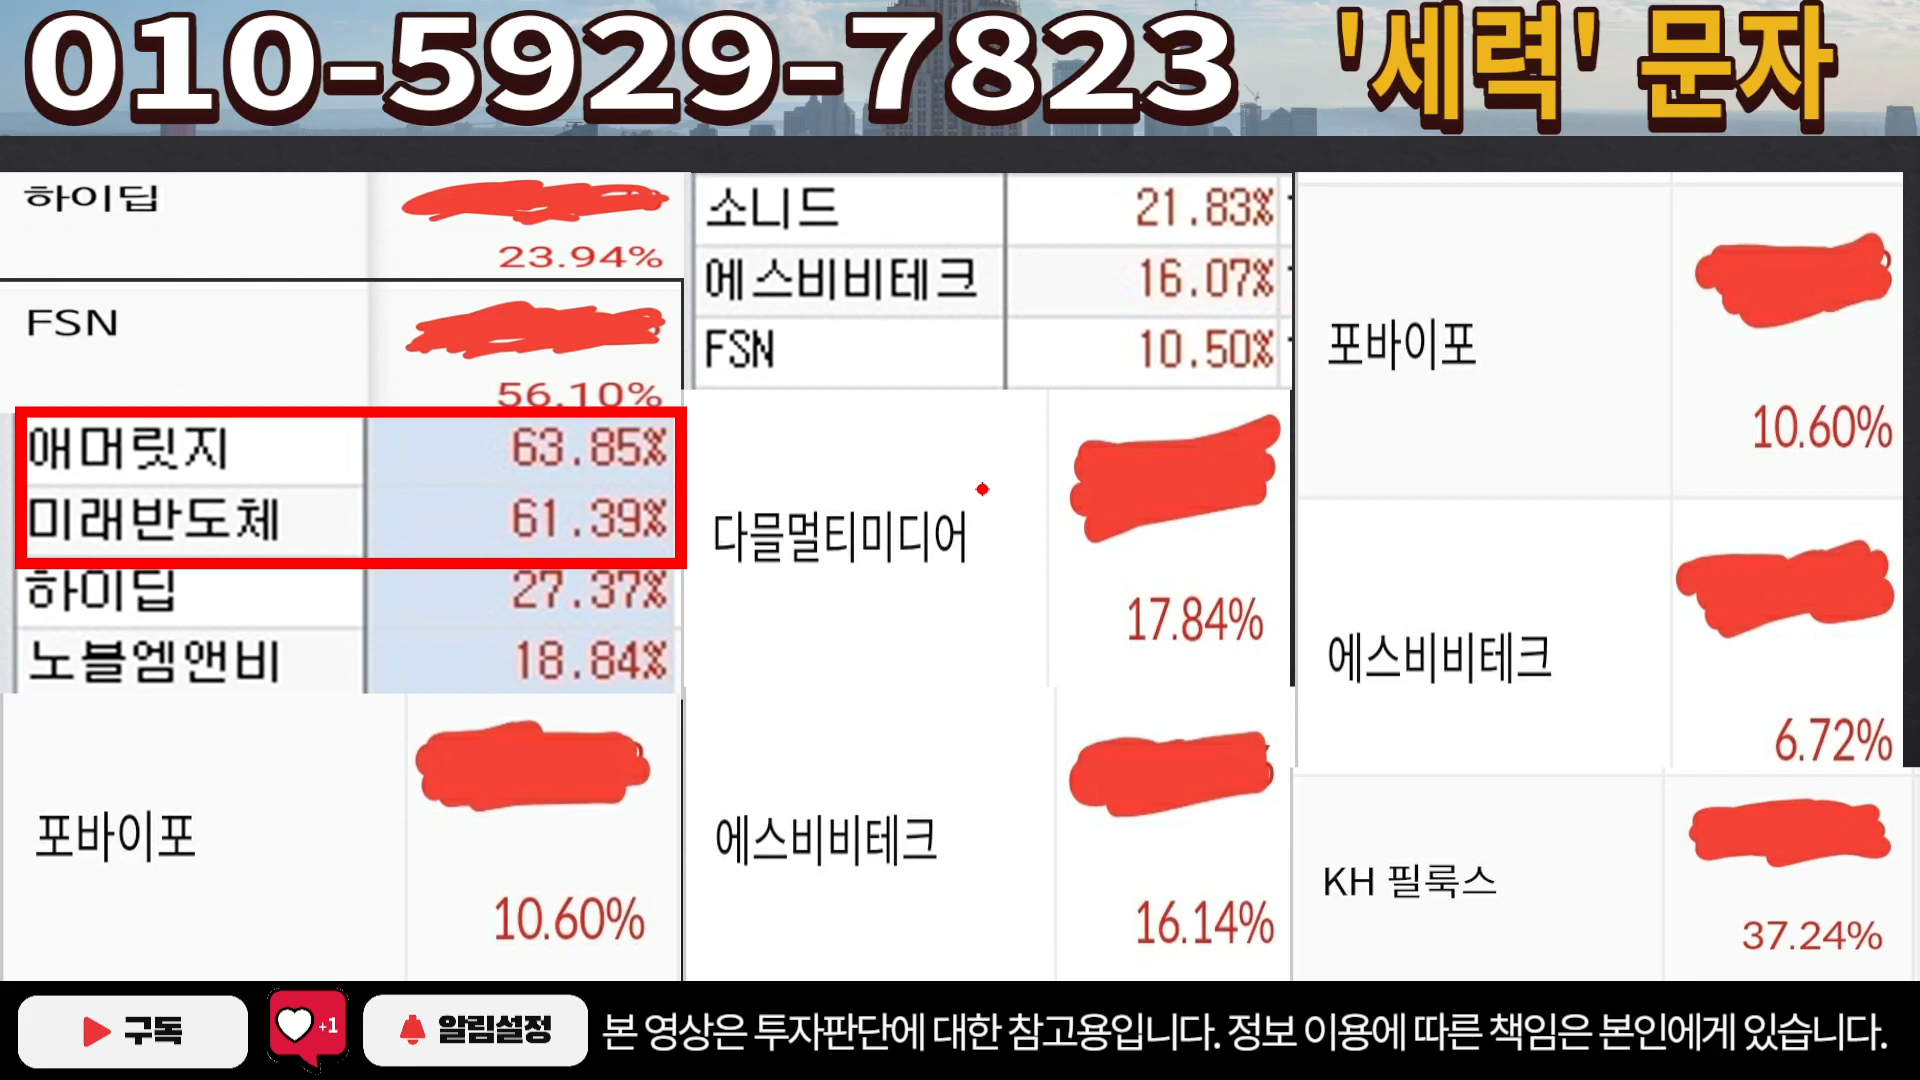 010-5929-7823 '세력' 문자
하이딥
23.94%
FSN
56.10%
애머릿지 63.85%
미래반도체 61.39%
하이딥 27.37%
노블엠앤비 18.84%
포바이포
10.60%
소니드 21.83%
에스비비테크 16.07%
FSN 10.50%
다믈멀티미디어
17.84%
에스비비테크
16.14%
포바이포
10.60%
에스비비테크
6.72%
KH 필룩스
37.24%
구독 +1 알림설정 본 영상은 투자판단에 대한 참고용입니다. 정보 이용에 따른 책임은 본인에게 있습니다.